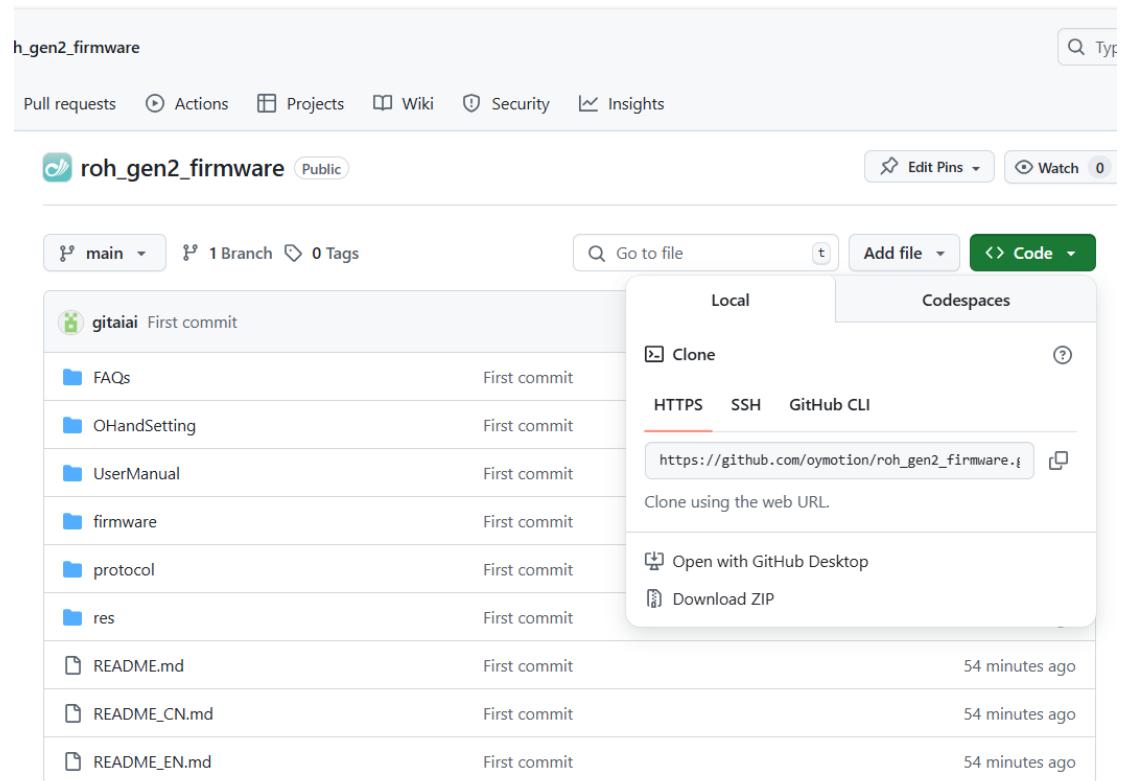 h_gen2_firmware
Pull requests Actions Projects Wiki Security Insights
roh_gen2_firmware Public Edit Pins Watch 0
main 1 Branch 0 Tags Go to file t Add file <> Code
Local Codespaces
gitaiai First commit
Clone
FAQs First commit
HTTPS SSH GitHub CLI
OHandSetting First commit
https://github.com/oymotion/roh_gen2_firmware.g
UserManual First commit
Clone using the web URL.
firmware First commit
Open with GitHub Desktop
protocol First commit
Download ZIP
res First commit
README.md First commit 54 minutes ago
README_CN.md First commit 54 minutes ago
README_EN.md First commit 54 minutes ago